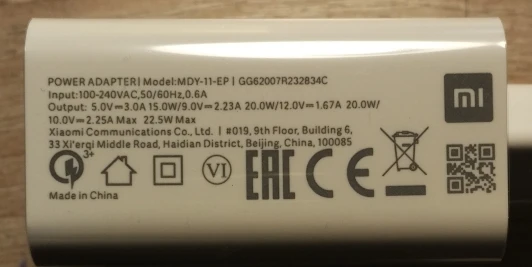 POWER ADAPTER| Model:MDY-11-EP | GG62007R232834C
Input:100-240VAC,50/60Hz,0.6A
Output: 5.0V⎓3.0A 15.0W/9.0V⎓2.23A 20.0W/12.0V⎓1.67A 20.0W/
10.0V⎓2.25A Max 22.5W Max
Xiaomi Communications Co., Ltd. | #019, 9th Floor, Building 6,
33 Xi'erqi Middle Road, Haidian District, Beijing, China, 100085
mi
3+
VI EAC CE
Made in China